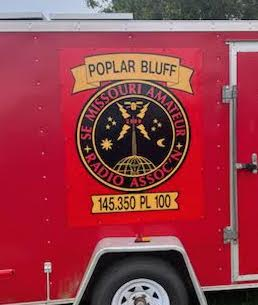 POPLAR BLUFF
SE MISSOURI AMATEUR
RADIO ASSOC'N
145.350 PL 100